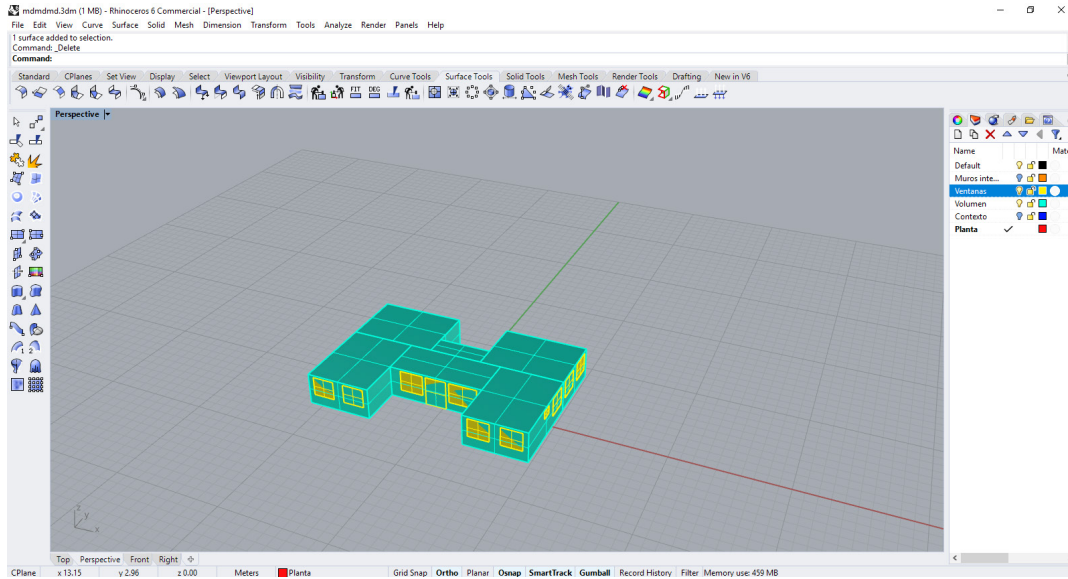 mdmdmd.3dm (1 MB) - Rhinoceros 6 Commercial - [Perspective]
File Edit View Curve Surface Solid Mesh Dimension Transform Tools Analyze Render Panels Help
1 surface added to selection.
Command: _Delete
Command:
Standard CPlanes Set View Display Select Viewport Layout Visibility Transform Curve Tools Surface Tools Solid Tools Mesh Tools Render Tools Drafting New in V6
FIT DEG
Perspective
Name Mate
Default
Muros inte...
Ventanas
Volumen
Contexto
Planta
z
y
x
Top Perspective Front Right
CPlane x 13.15 y 2.96 z 0.00 Meters Planta Grid Snap Ortho Planar Osnap SmartTrack Gumball Record History Filter Memory use: 459 MB